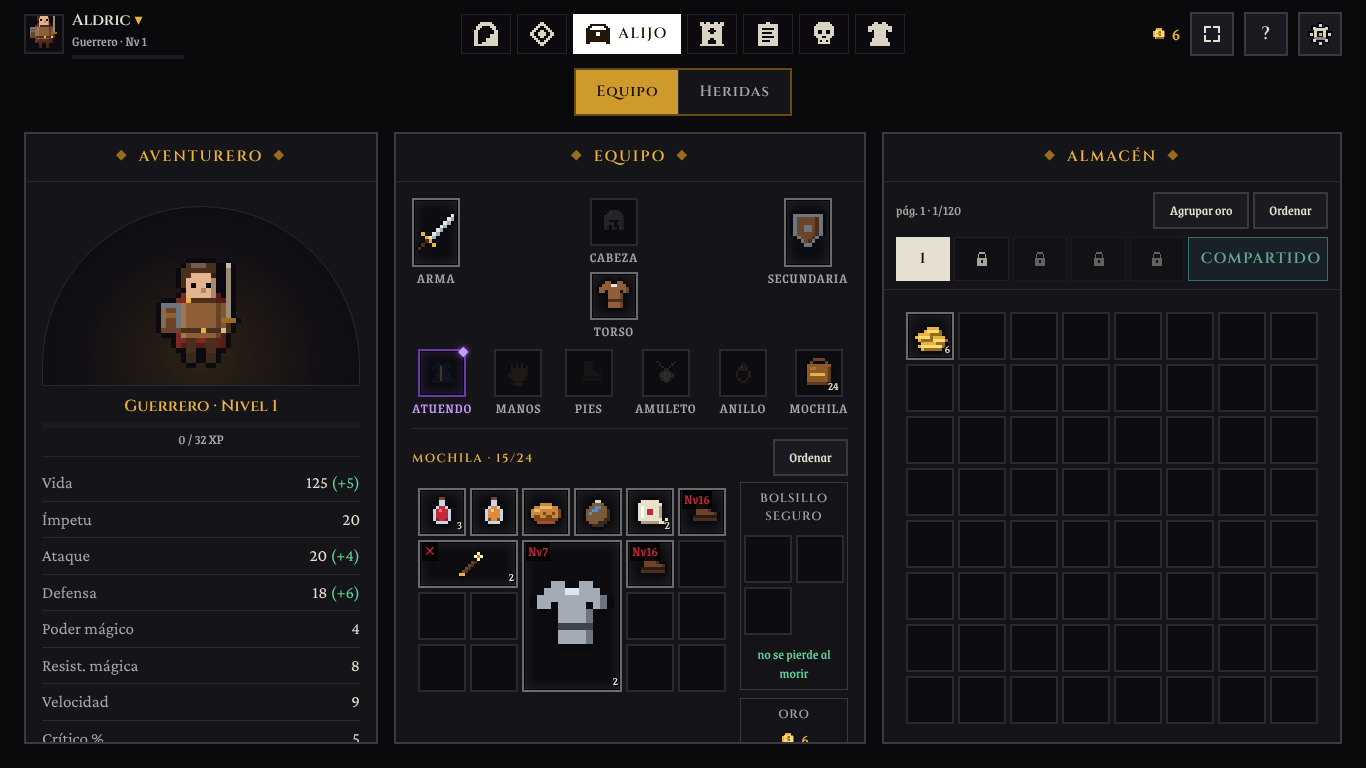 Aldric ▾
Guerrero · Nv 1
ALIJO
6
?
Equipo
Heridas
AVENTURERO
Guerrero · Nivel 1
0 / 32 XP
Vida 125 (+5)
Ímpetu 20
Ataque 20 (+4)
Defensa 18 (+6)
Poder mágico 4
Resist. mágica 8
Velocidad 9
Crítico % 5
EQUIPO
ARMA
CABEZA
SECUNDARIA
TORSO
24
ATUENDO
MANOS
PIES
AMULETO
ANILLO
MOCHILA
MOCHILA · 15/24
Ordenar
3
2
Nv16
2
Nv7
2
Nv16
BOLSILLO
SEGURO
no se pierde al
morir
ORO
6
ALMACÉN
pág. 1 · 1/120
Agrupar oro
Ordenar
1
COMPARTIDO
6